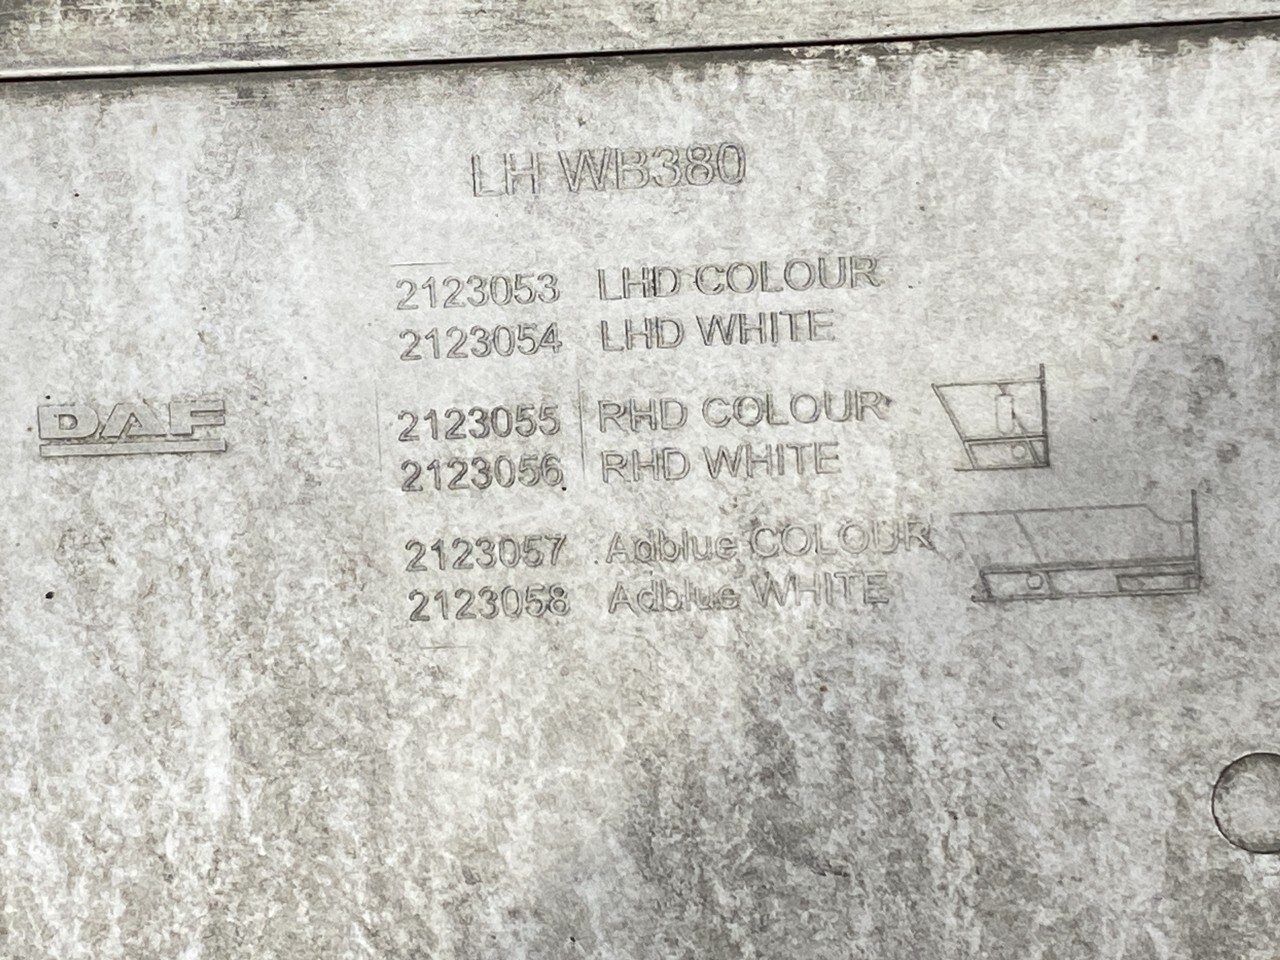 LH WB380
2123053 LHD COLOUR
2123054 LHD WHITE
DAF
2123055 RHD COLOUR
2123056 RHD WHITE
2123057 Adblue COLOUR
2123058 Adblue WHITE